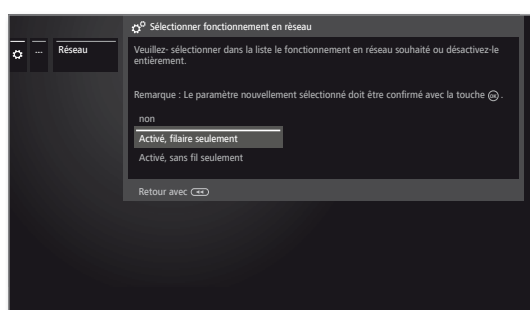 Sélectionner fonctionnement en réseau
... Réseau
Veuillez- sélectionner dans la liste le fonctionnement en réseau souhaité ou désactivez-le
entièrement.
Remarque : Le paramètre nouvellement sélectionné doit être confirmé avec la touche OK .
non
Activé, filaire seulement
Activé, sans fil seulement
Retour avec